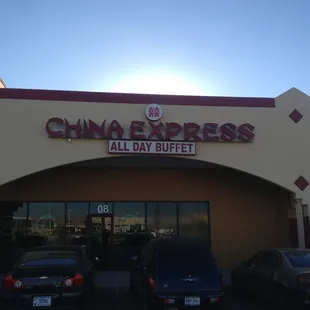 CHINA EXPRESS
ALL DAY BUFFET
08